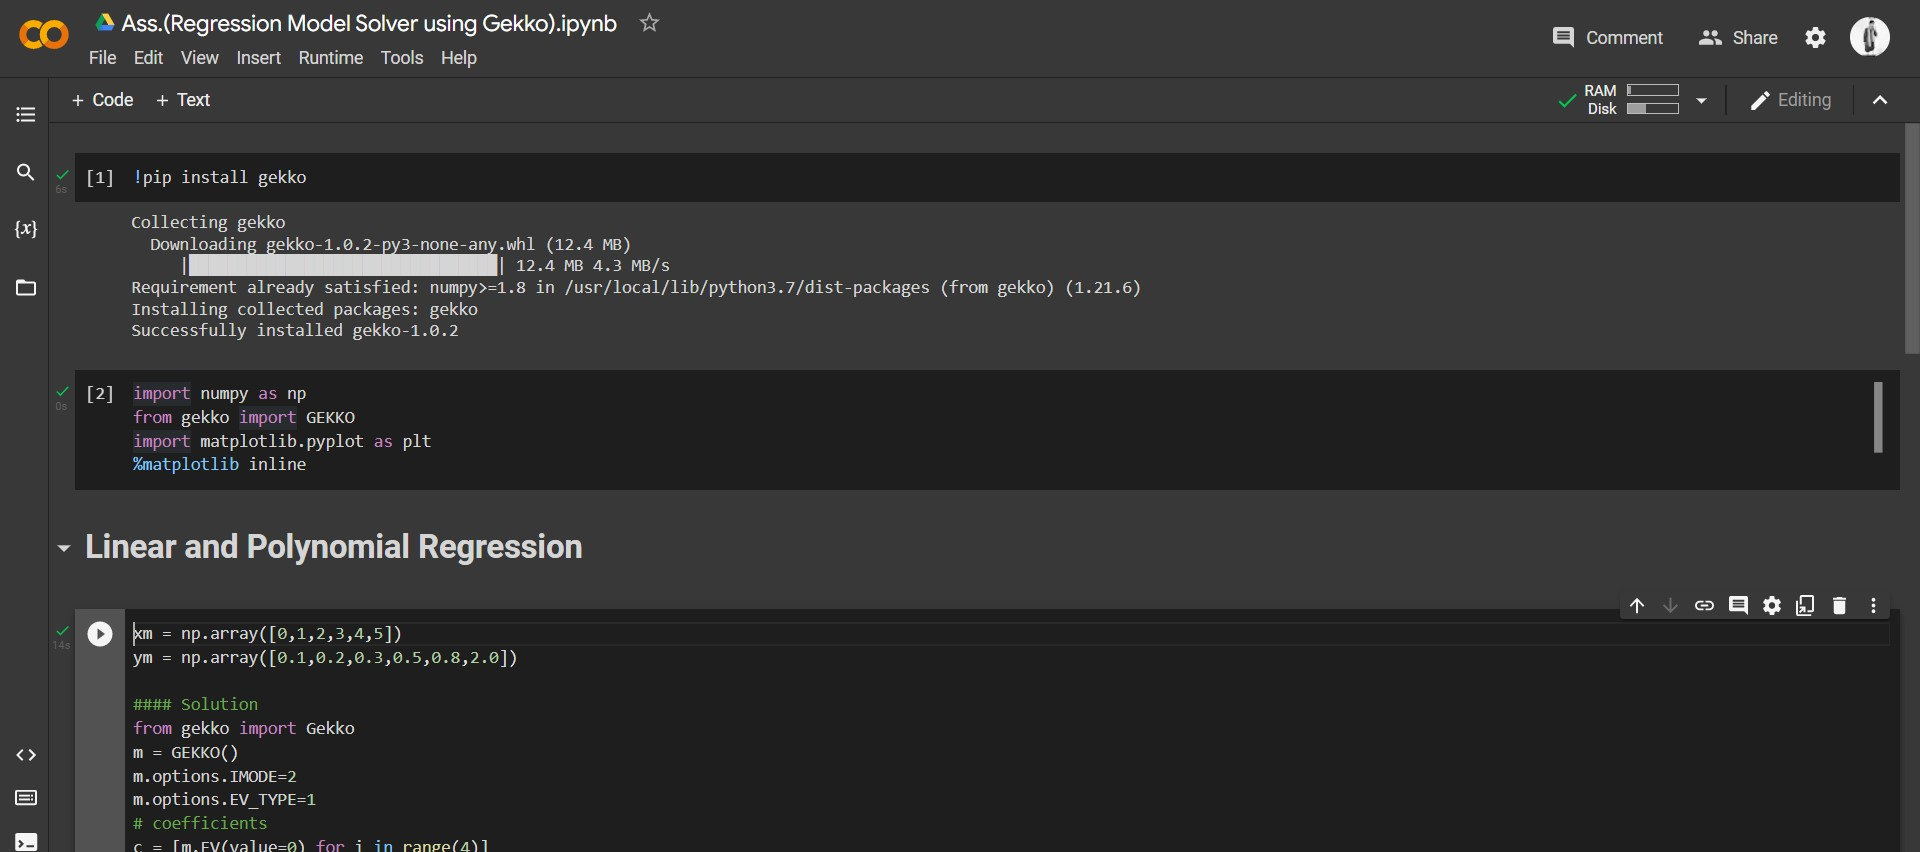 Ass.(Regression Model Solver using Gekko).ipynb
File Edit View Insert Runtime Tools Help
Comment Share
+ Code + Text
RAM
Disk
Editing
6s
[1] !pip install gekko
Collecting gekko
Downloading gekko-1.0.2-py3-none-any.whl (12.4 MB)
|████████████████████████████████| 12.4 MB 4.3 MB/s
Requirement already satisfied: numpy>=1.8 in /usr/local/lib/python3.7/dist-packages (from gekko) (1.21.6)
Installing collected packages: gekko
Successfully installed gekko-1.0.2
0s
[2] import numpy as np
from gekko import GEKKO
import matplotlib.pyplot as plt
%matplotlib inline
Linear and Polynomial Regression
14s
xm = np.array([0,1,2,3,4,5])
ym = np.array([0.1,0.2,0.3,0.5,0.8,2.0])
#### Solution
from gekko import Gekko
m = GEKKO()
m.options.IMODE=2
m.options.EV_TYPE=1
# coefficients
c = [m.FV(value=0) for i in range(4)]